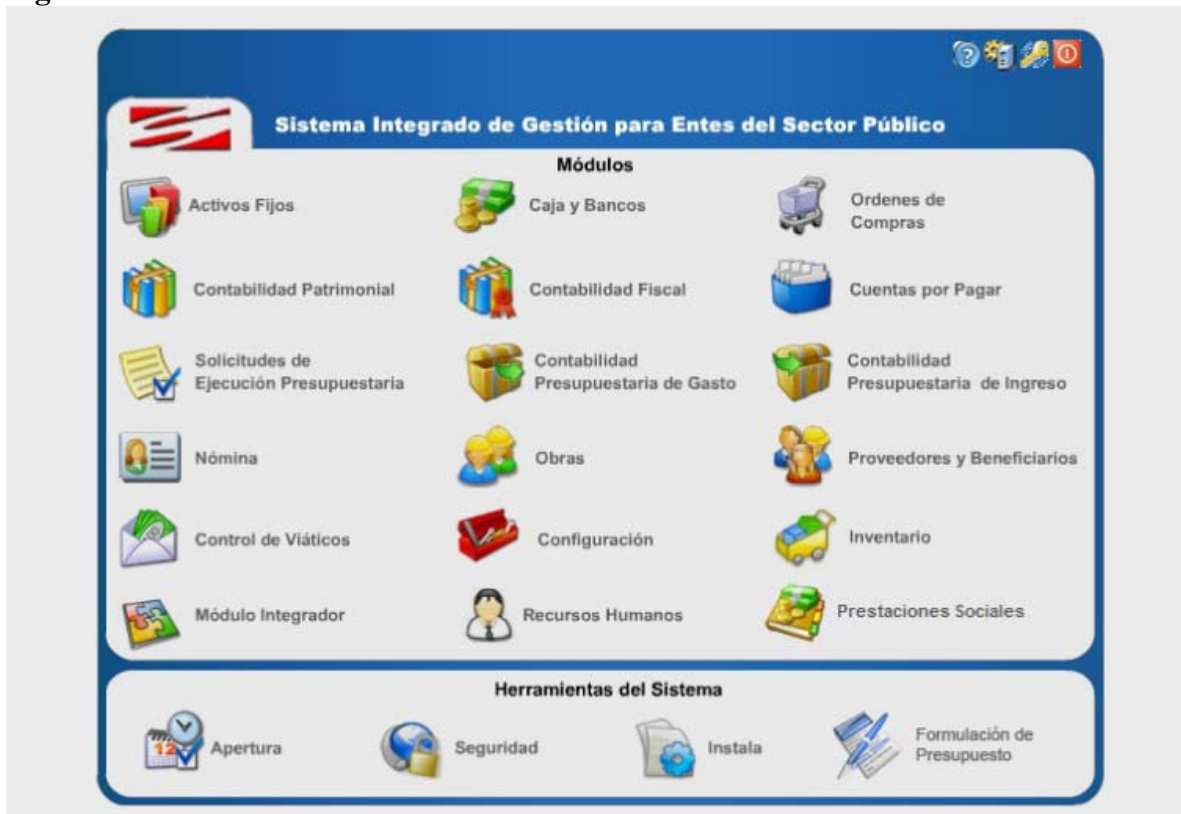 Sistema Integrado de Gestión para Entes del Sector Público
Módulos
Activos Fijos
Caja y Bancos
Ordenes de
Compras
Contabilidad Patrimonial
Contabilidad Fiscal
Cuentas por Pagar
Solicitudes de
Ejecución Presupuestaria
Contabilidad
Presupuestaria de Gasto
Contabilidad
Presupuestaria de Ingreso
Nómina
Obras
Proveedores y Beneficiarios
Control de Viáticos
Configuración
Inventario
Módulo Integrador
Recursos Humanos
Prestaciones Sociales
Herramientas del Sistema
12
Apertura
Seguridad
Instala
Formulación de
Presupuesto